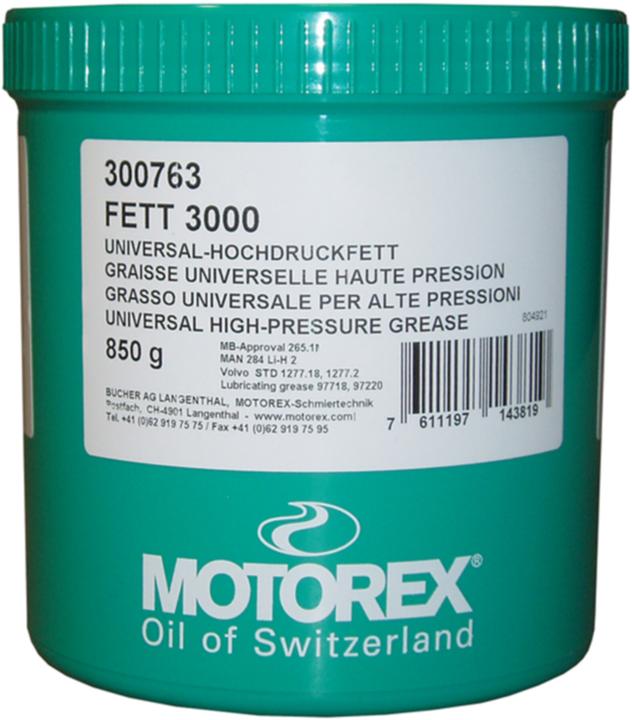 300763
FETT 3000
UNIVERSAL-HOCHDRUCKFETT
GRAISSE UNIVERSELLE HAUTE PRESSION
GRASSO UNIVERSALE PER ALTE PRESSIONI
UNIVERSAL HIGH-PRESSURE GREASE
804921
850 g
MB-Approval 265.1
MAN 284 Li-H 2
Volvo STD 1277.18, 1277.2
Lubricating grease 97718, 97220
BUCHER AG LANGENTHAL, MOTOREX-Schmiertechnik
Postfach, CH-4901 Langenthal - www.motorex.com
Tel. +41 (0)62 919 75 75 / Fax +41 (0)62 919 75 95
7 611197 143819
MOTOREX®
Oil of Switzerland